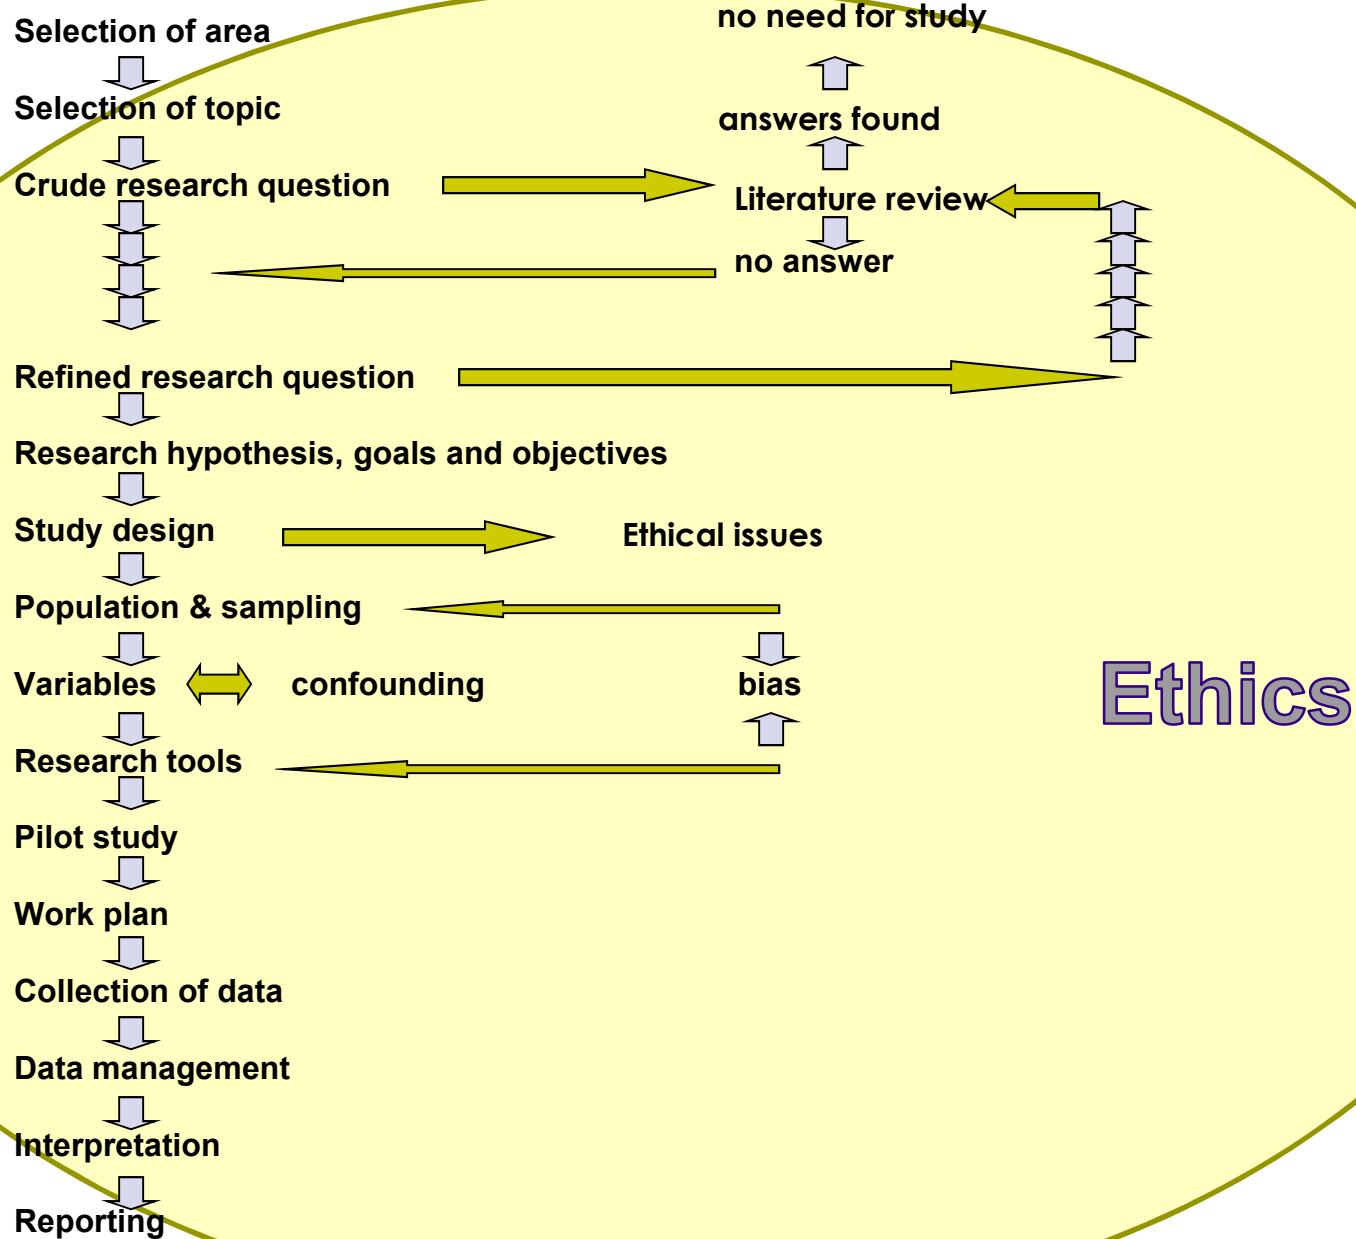 Selection of area
no need for study
Selection of topic
answers found
Crude research question
Literature review
no answer
Refined research question
Research hypothesis, goals and objectives
Study design
Ethical issues
Population & sampling
Variables
confounding
bias
Ethics
Research tools
Pilot study
Work plan
Collection of data
Data management
Interpretation
Reporting